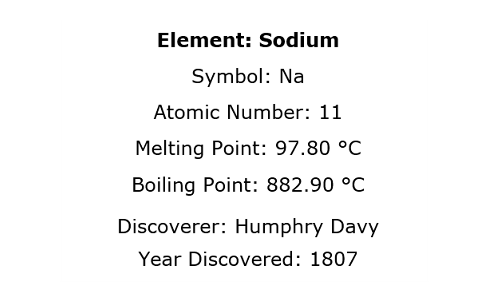 Element: Sodium
Symbol: Na
Atomic Number: 11
Melting Point: 97.80 °C
Boiling Point: 882.90 °C
Discoverer: Humphry Davy
Year Discovered: 1807